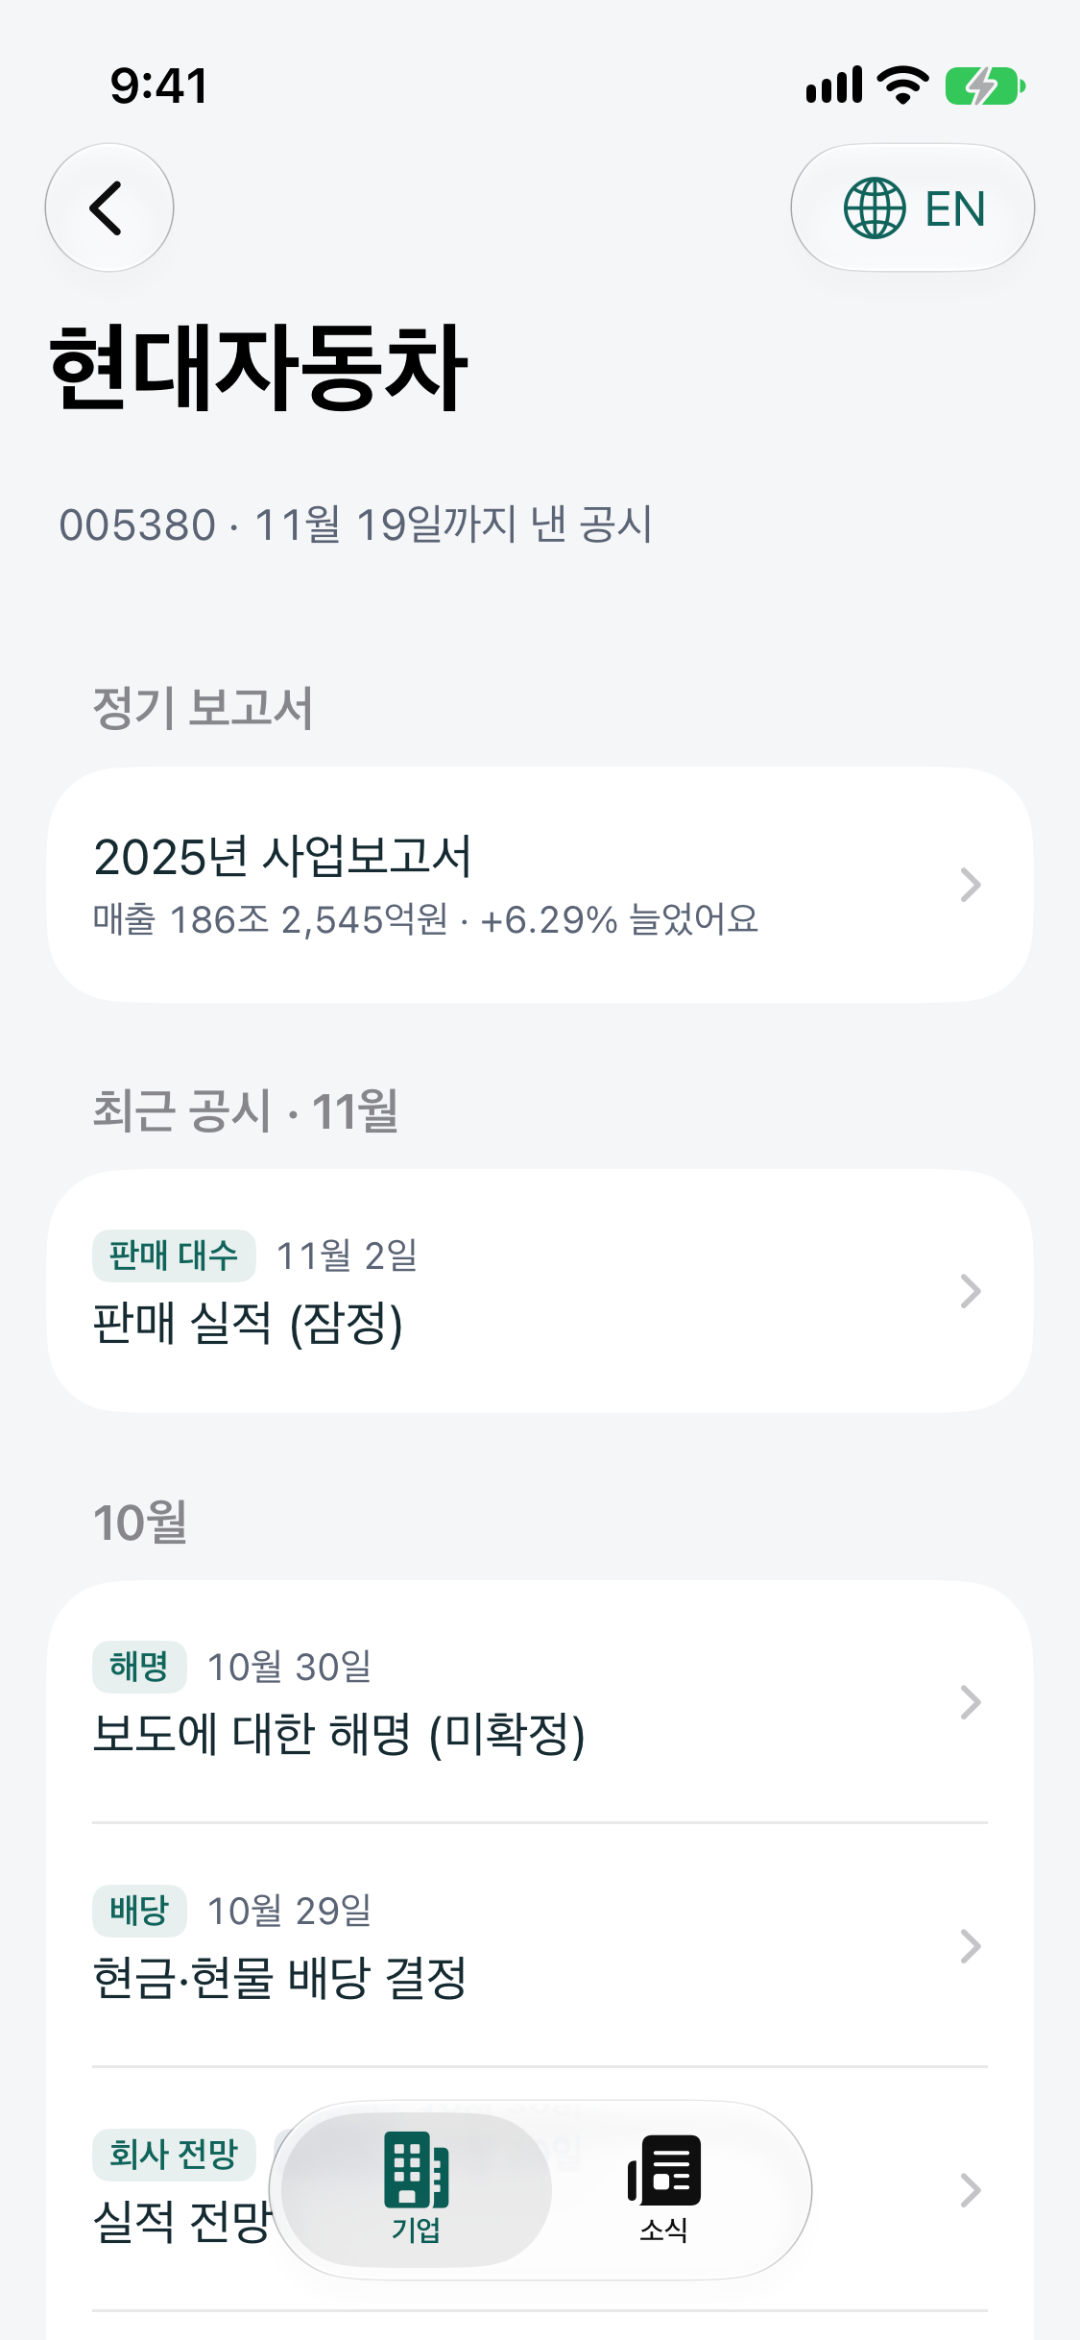 9:41
EN
현대자동차
005380 · 11월 19일까지 낸 공시
정기 보고서
2025년 사업보고서
매출 186조 2,545억원 · +6.29% 늘었어요
최근 공시 · 11월
판매 대수 11월 2일
판매 실적 (잠정)
10월
해명 10월 30일
보도에 대한 해명 (미확정)
배당 10월 29일
현금·현물 배당 결정
회사 전망
실적 전망
기업
소식